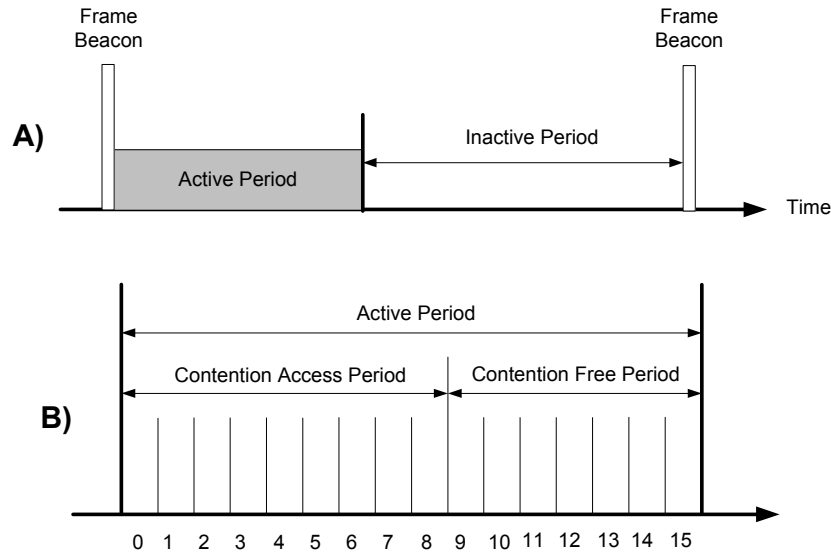 Frame
Beacon
Frame
Beacon
A)
Inactive Period
Active Period
Time
Active Period
Contention Access Period
Contention Free Period
B)
0 1 2 3 4 5 6 7 8 9 10 11 12 13 14 15